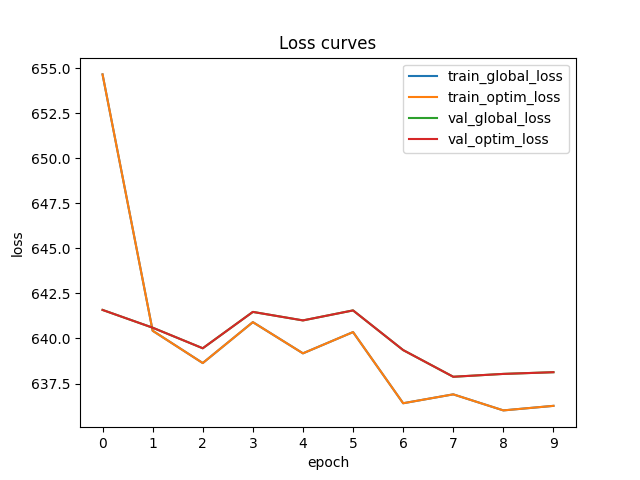 Loss curves
train_global_loss
train_optim_loss
val_global_loss
val_optim_loss
loss
655.0
652.5
650.0
647.5
645.0
642.5
640.0
637.5
0 1 2 3 4 5 6 7 8 9
epoch